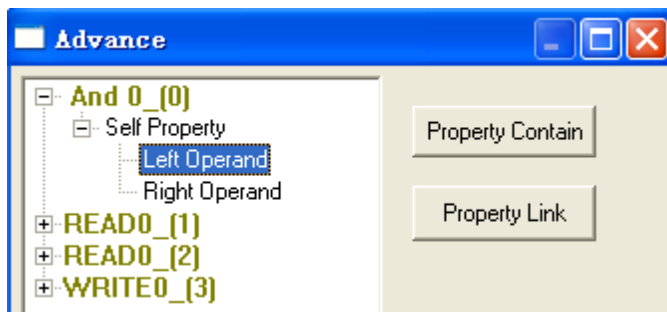 Advance
And 0_(0)
Self Property
Left Operand
Right Operand
READ0_(1)
READ0_(2)
WRITE0_(3)
Property Contain
Property Link